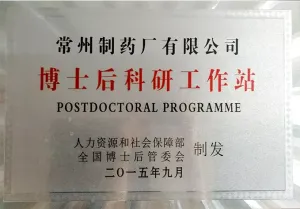 常州制药厂有限公司
博士后科研工作站
POSTDOCTORAL PROGRAMME
人力资源和社会保障部
全国博士后管委会
制发
二〇一五年九月